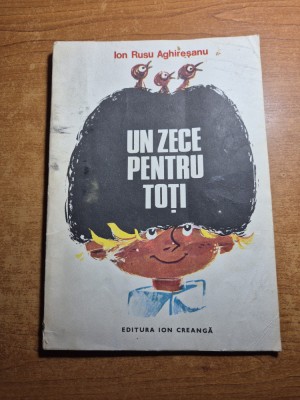 Ion Rusu Aghireșanu
UN ZECE
PENTRU
TOȚI
EDITURA ION CREANGĂ